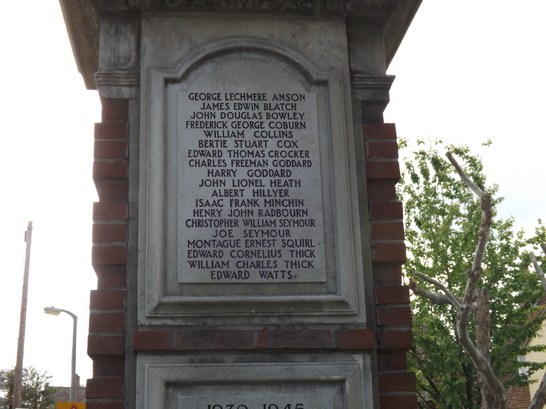 GEORGE LECHMERE ANSON
JAMES EDWIN BLATCH
JOHN DOUGLAS BOWLEY
FREDERICK GEORGE COBURN
WILLIAM COLLINS
BERTIE STUART COX
EDWARD THOMAS CROCKER
CHARLES FREEMAN GODDARD
HARRY GODDARD
JOHN LIONEL HEATH
ALBERT HILLYER
ISAAC FRANK MINCHIN
HENRY JOHN RADBOURN
CHRISTOPHER WILLIAM SEYMOUR
JOE SEYMOUR
MONTAGUE ERNEST SQUIRL
EDWARD CORNELIUS THICK
WILLIAM CHARLES THICK
EDWARD WATTS
1939-1945